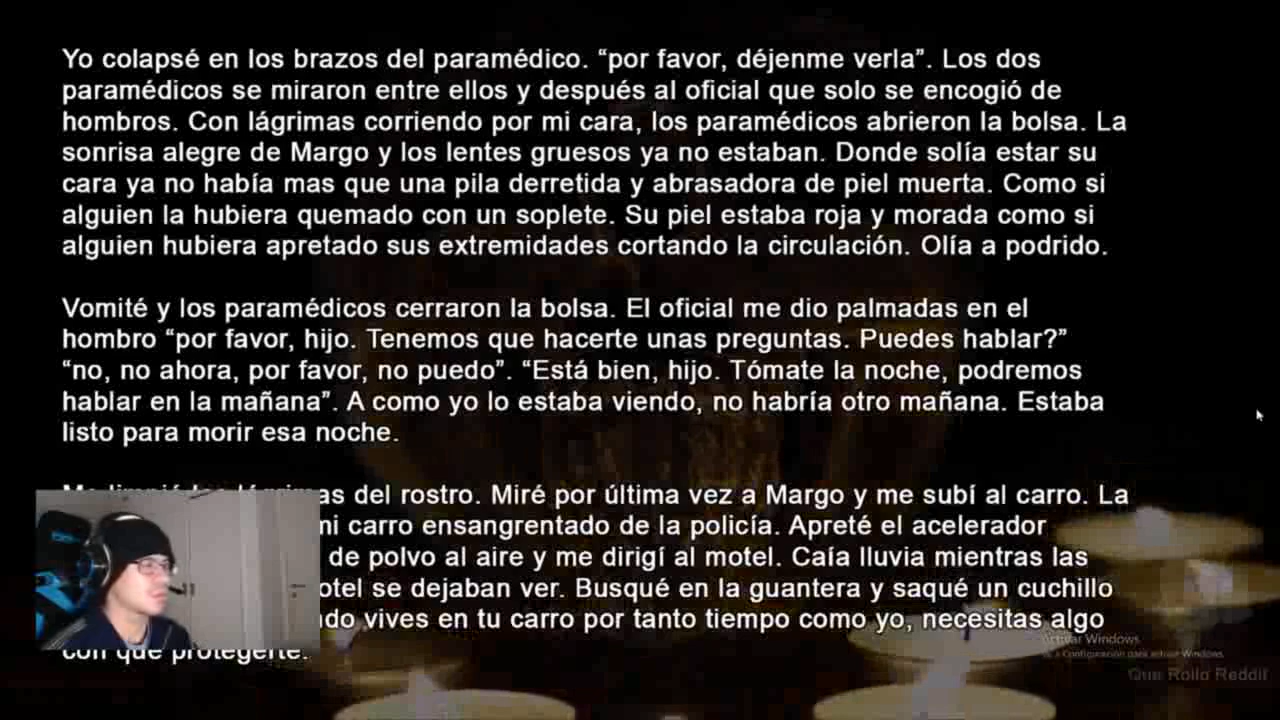 Yo colapsé en los brazos del paramédico. “por favor, déjenme verla”. Los dos
paramédicos se miraron entre ellos y después al oficial que solo se encogió de
hombros. Con lágrimas corriendo por mi cara, los paramédicos abrieron la bolsa. La
sonrisa alegre de Margo y los lentes gruesos ya no estaban. Donde solía estar su
cara ya no había mas que una pila derretida y abrasadora de piel muerta. Como si
alguien la hubiera quemado con un soplete. Su piel estaba roja y morada como si
alguien hubiera apretado sus extremidades cortando la circulación. Olía a podrido.
Vomité y los paramédicos cerraron la bolsa. El oficial me dio palmadas en el
hombro “por favor, hijo. Tenemos que hacerte unas preguntas. Puedes hablar?”
“no, no ahora, por favor, no puedo”. “Está bien, hijo. Tómate la noche, podremos
hablar en la mañana”. A como yo lo estaba viendo, no habría otro mañana. Estaba
listo para morir esa noche.
del rostro. Miré por última vez a Margo y me subí al carro. La
mi carro ensangrentado de la policía. Apreté el acelerador
de polvo al aire y me dirigí al motel. Caía lluvia mientras las
se dejaban ver. Busqué en la guantera y saqué un cuchillo
vives en tu carro por tanto tiempo como yo, necesitas algo
con que protegerte.
Activar Windows
Configuración para activar Windows.
Que Rollo Reddit